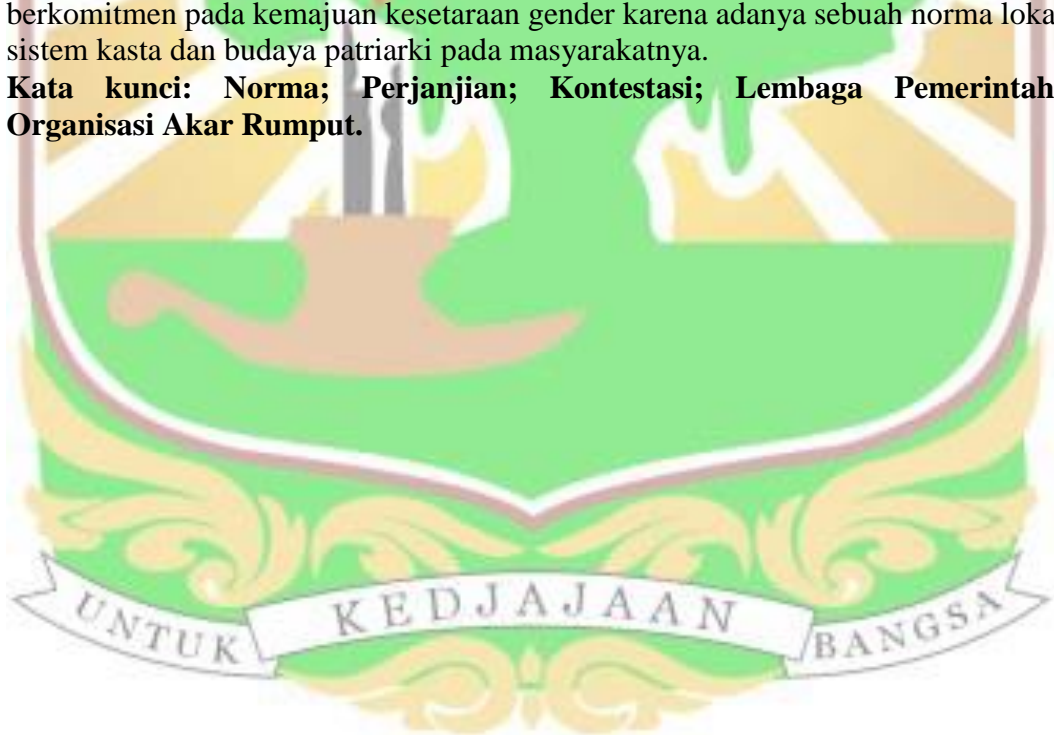 berkomitmen pada kemajuan kesetaraan gender karena adanya sebuah norma loka
sistem kasta dan budaya patriarki pada masyarakatnya.
Kata kunci: Norma; Perjanjian; Kontestasi; Lembaga Pemerintah
Organisasi Akar Rumput.
UNTUK KEDJAJAAN BANGSA